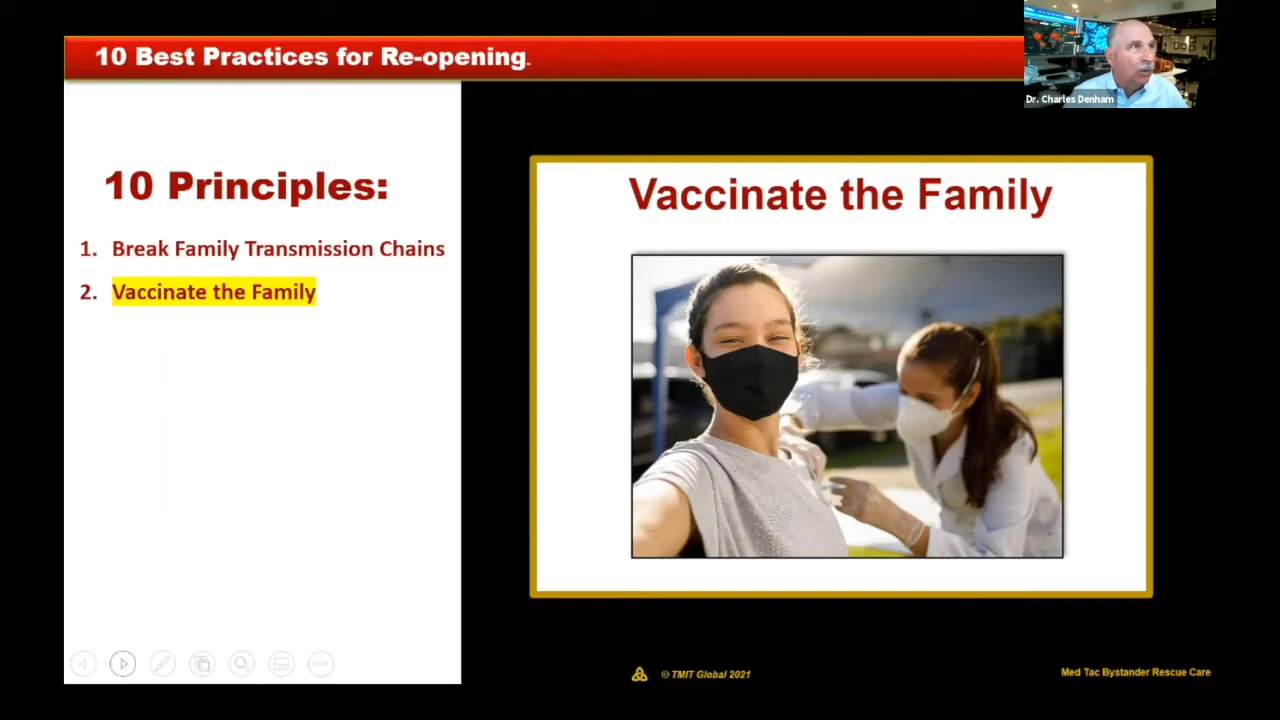 10 Best Practices for Re-opening.
Dr. Charles Denham
10 Principles:
1. Break Family Transmission Chains
2. Vaccinate the Family
Vaccinate the Family
© TMIT Global 2021
Med Tac Bystander Rescue Care